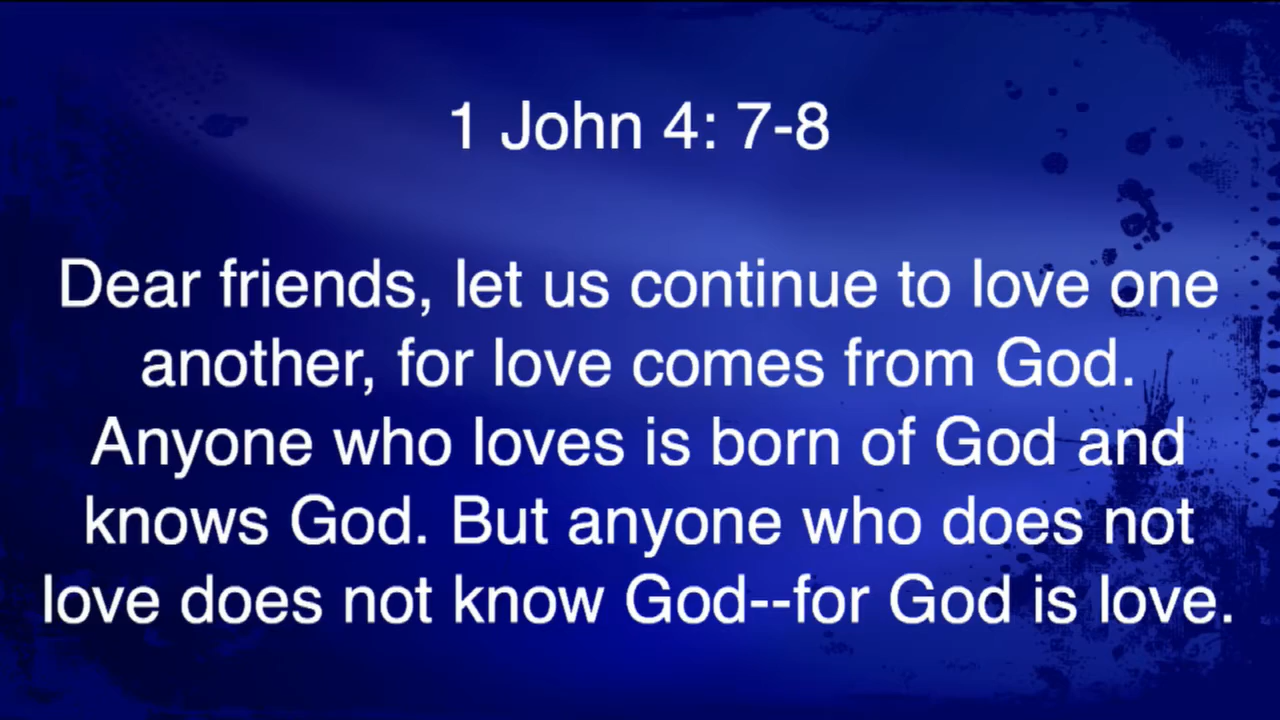 1 John 4: 7-8
Dear friends, let us continue to love one
another, for love comes from God.
Anyone who loves is born of God and
knows God. But anyone who does not
love does not know God--for God is love.